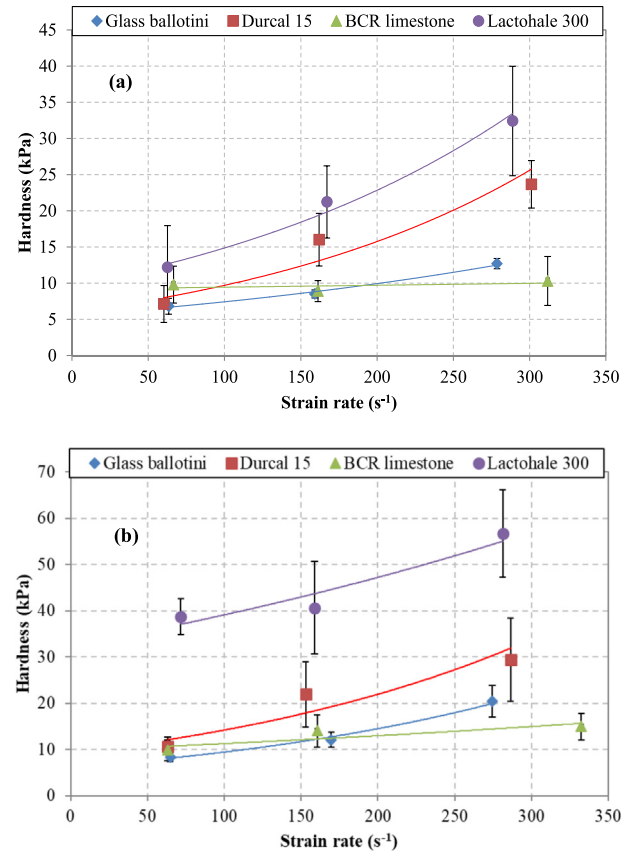 Glass ballotini Durcal 15 BCR limestone Lactohale 300
45
40
35
30
25
20
15
10
5
0
(a)
Hardness (kPa)
0 50 100 150 200 250 300 350
Strain rate (s⁻¹)
Glass ballotini Durcal 15 BCR limestone Lactohale 300
70
60
50
40
30
20
10
0
(b)
Hardness (kPa)
0 50 100 150 200 250 300 350
Strain rate (s⁻¹)